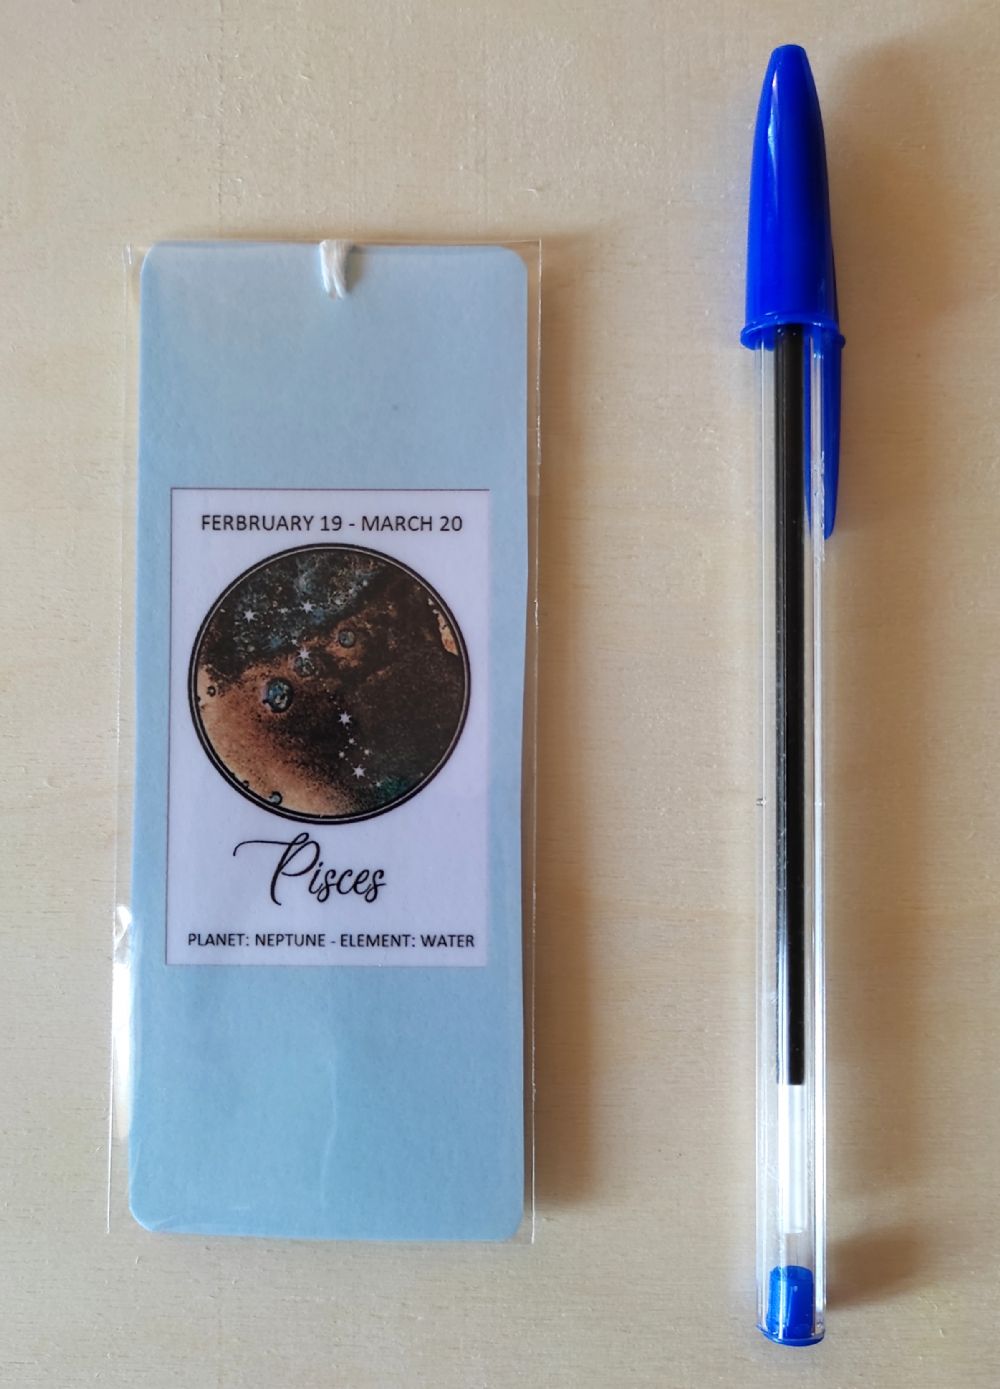 FERBRUARY 19 - MARCH 20
Pisces
PLANET: NEPTUNE - ELEMENT: WATER